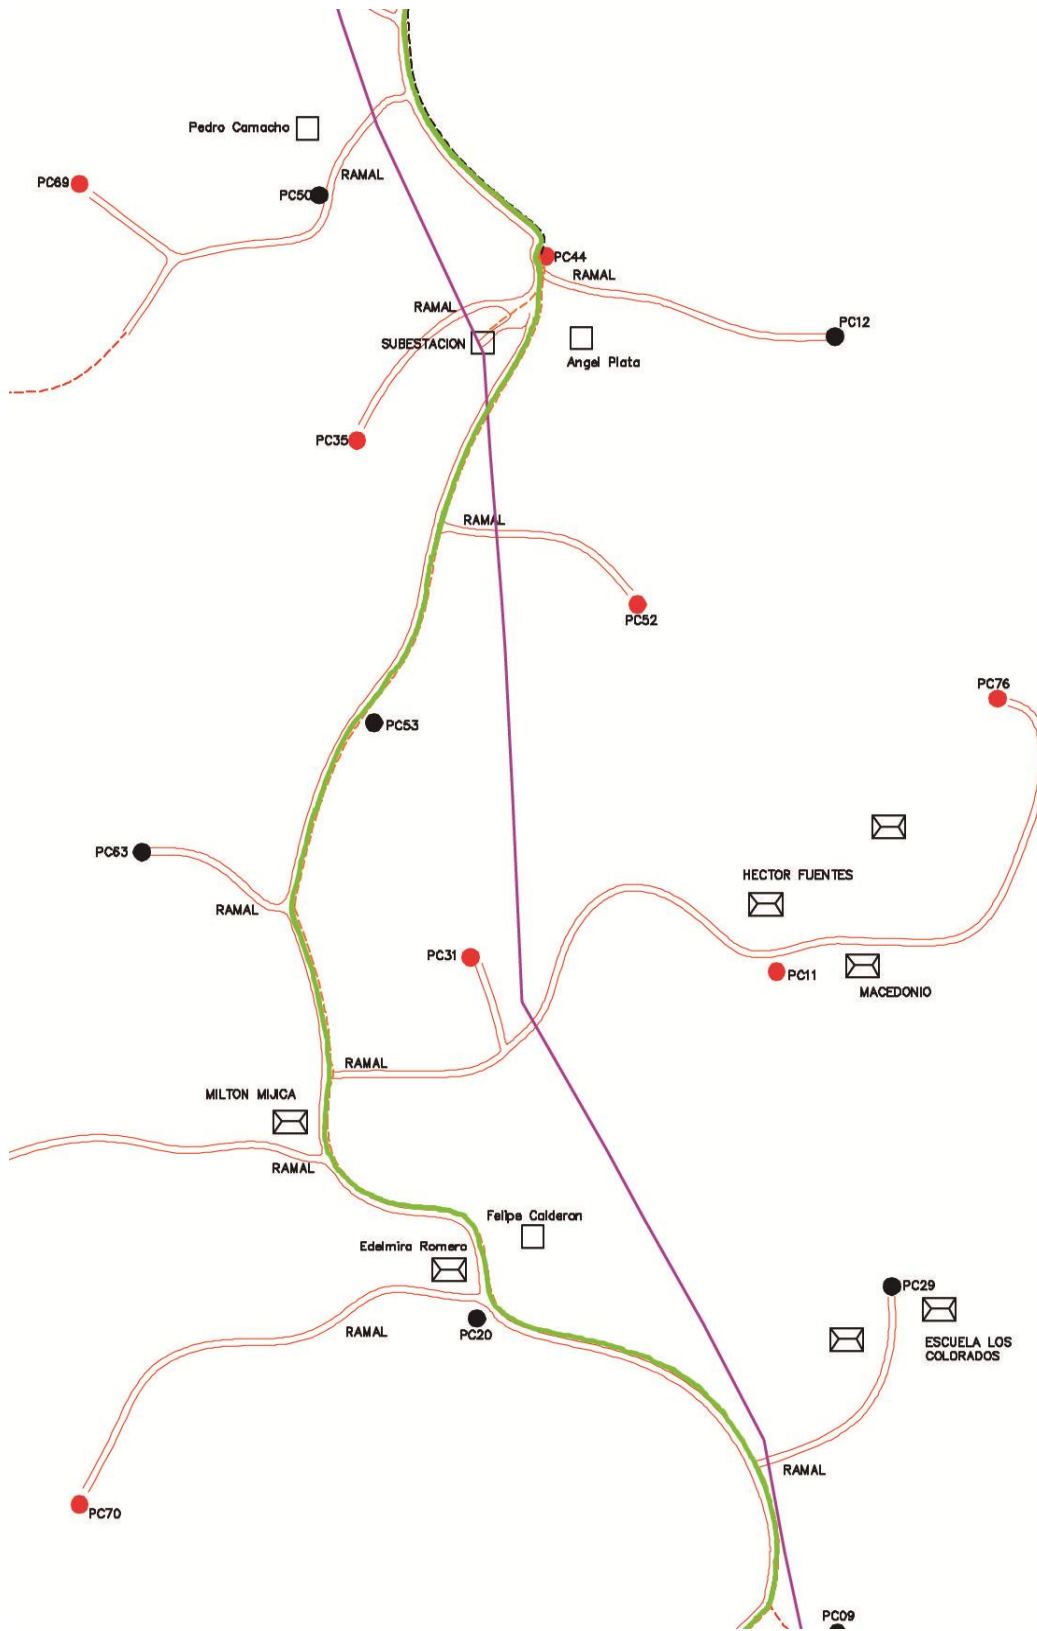 Pedro Camacho
RAMAL
PC69
PC50
PC44
RAMAL
RAMAL
PC12
SUBESTACION
Angel Plata
PC35
RAMAL
PC52
PC76
PC53
PC63
HECTOR FUENTES
RAMAL
PC31
PC11
MACEDONIO
RAMAL
MILTON MIJICA
RAMAL
Felipe Calderon
Edelmira Romero
PC29
RAMAL
PC20
ESCUELA LOS
COLORADOS
RAMAL
PC70
PC09